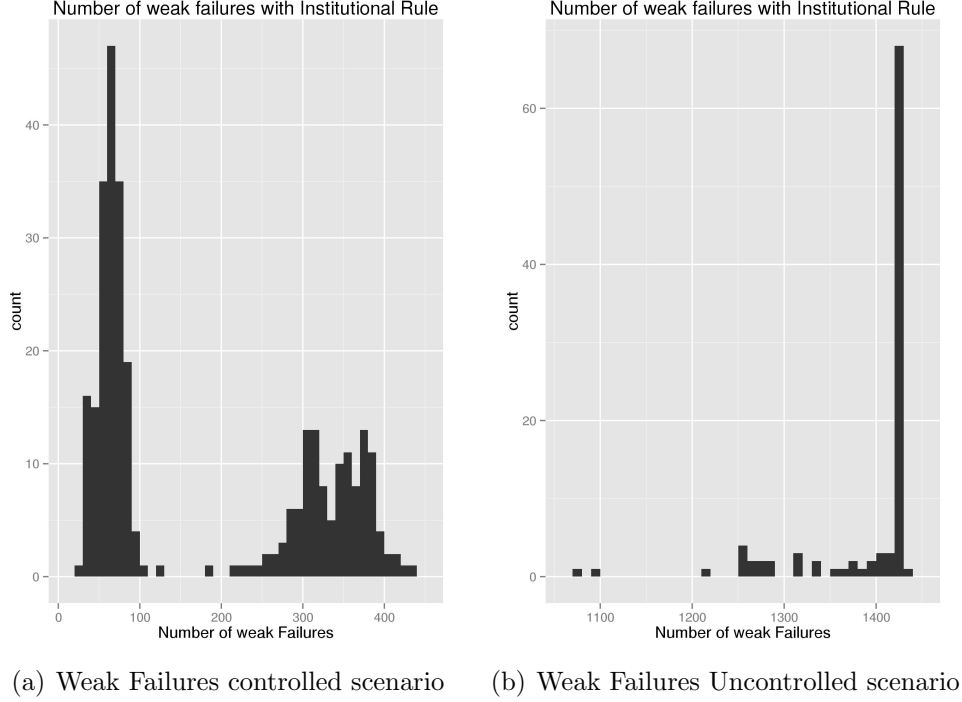 Number of weak failures with Institutional Rule
40
30
20
10
0
count
0 100 200 300 400
Number of weak Failures
(a) Weak Failures controlled scenario
Number of weak failures with Institutional Rule
60
40
20
0
count
1100 1200 1300 1400
Number of weak Failures
(b) Weak Failures Uncontrolled scenario